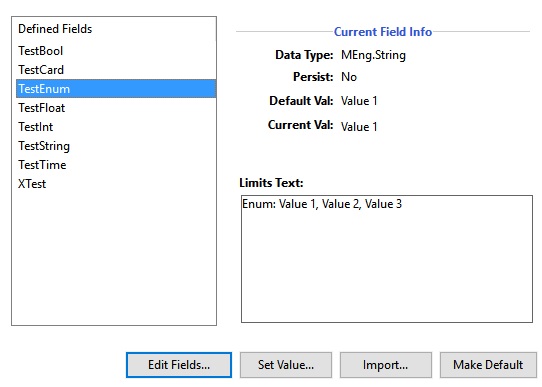 Defined Fields
TestBool
TestCard
TestEnum
TestFloat
TestInt
TestString
TestTime
XTest
Current Field Info
Data Type: MEng.String
Persist: No
Default Val: Value 1
Current Val: Value 1
Limits Text:
Enum: Value 1, Value 2, Value 3
Edit Fields... Set Value... Import... Make Default